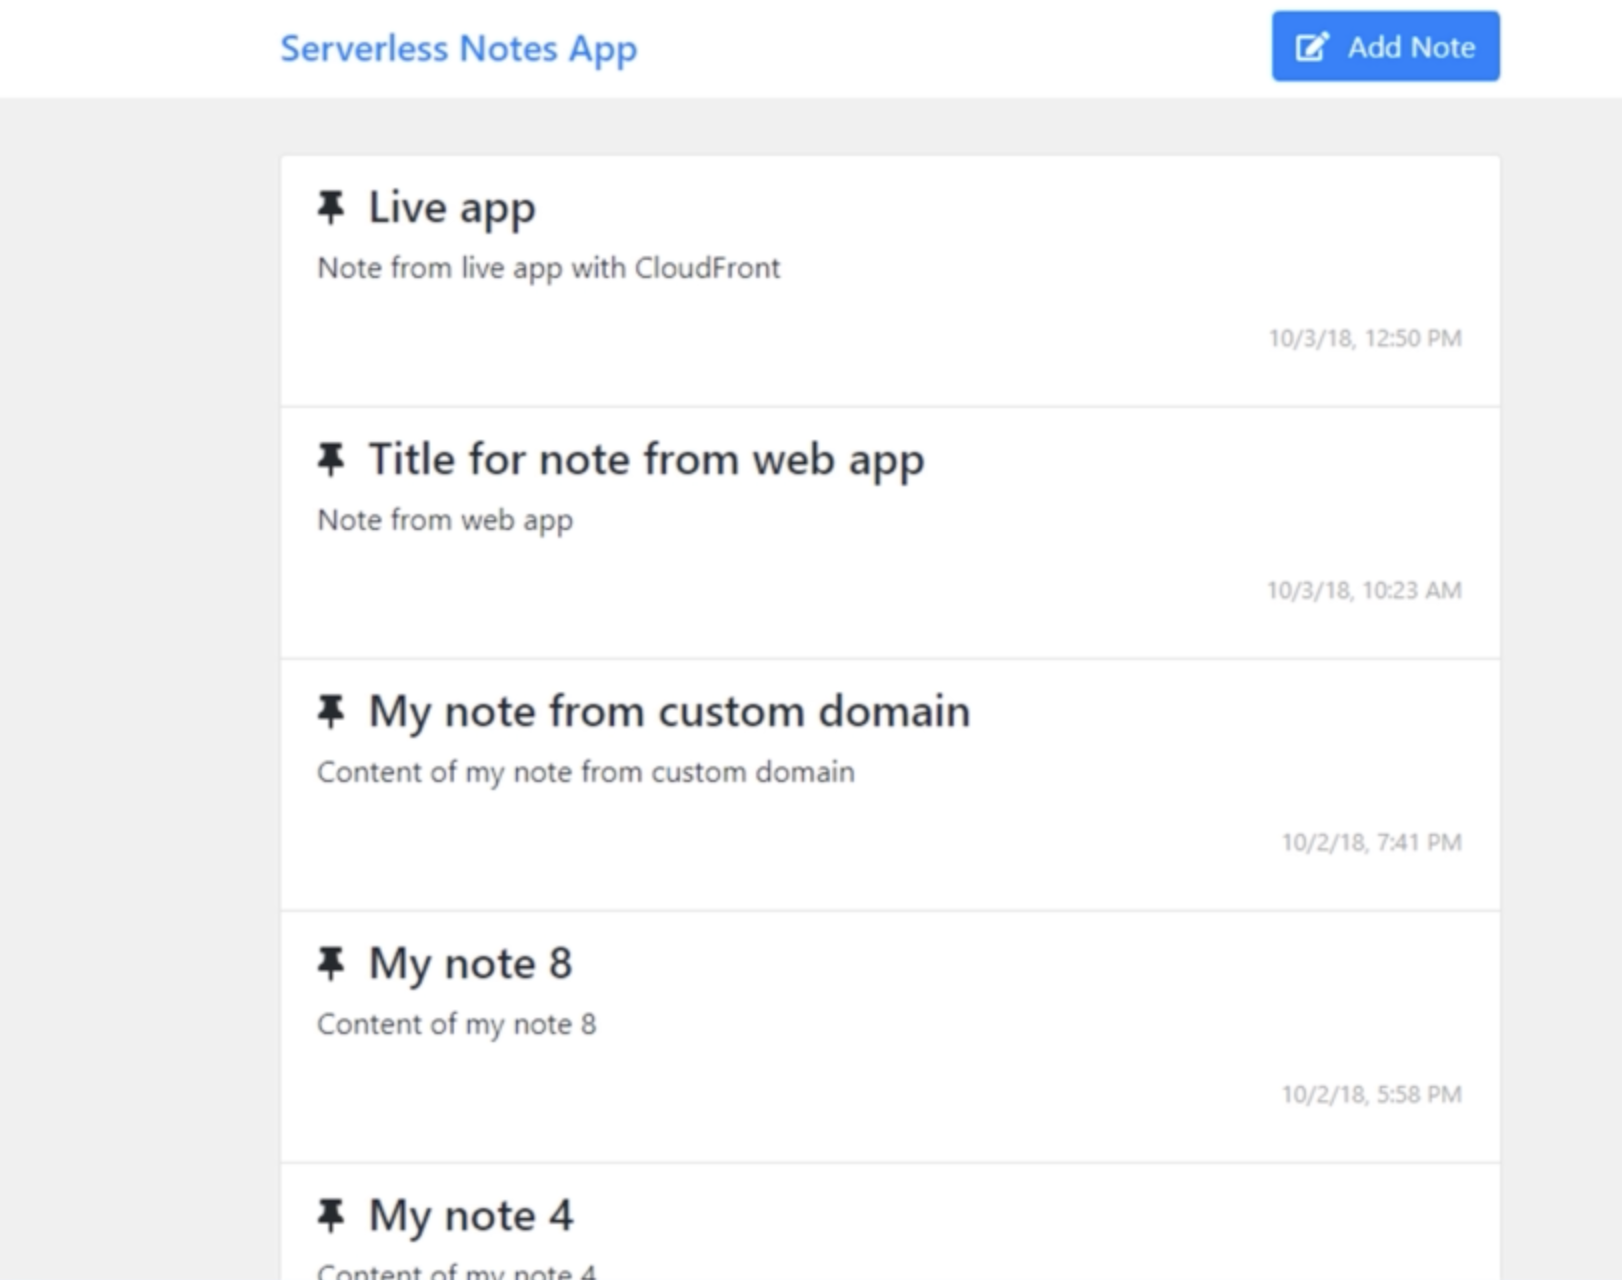 Serverless Notes App
Add Note
Live app
Note from live app with CloudFront
10/3/18, 12:50 PM
Title for note from web app
Note from web app
10/3/18, 10:23 AM
My note from custom domain
Content of my note from custom domain
10/2/18, 7:41 PM
My note 8
Content of my note 8
10/2/18, 5:58 PM
My note 4
Content of my note 4